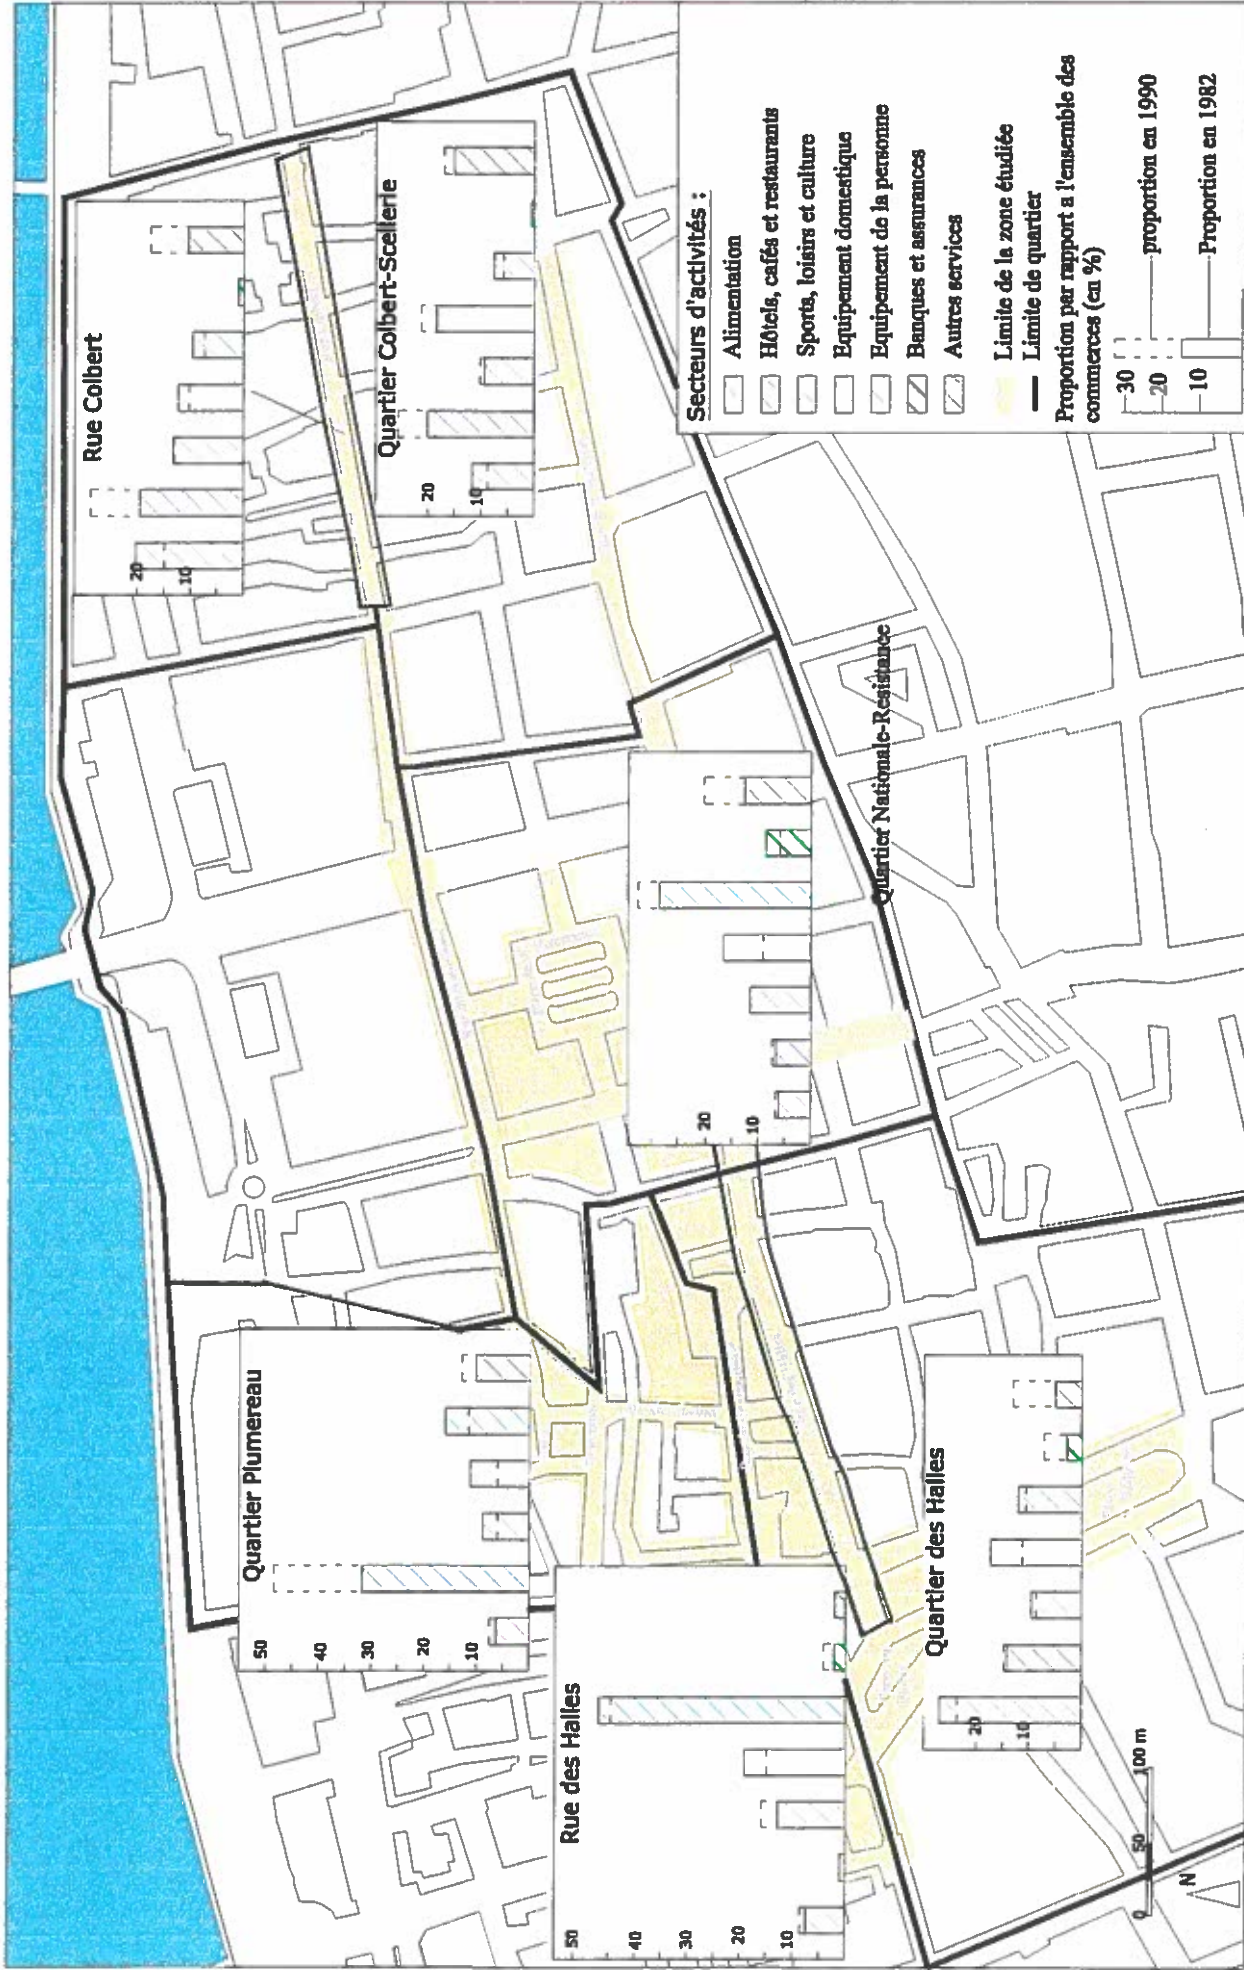 Rue Colbert
20
10
Quartier Colbert-Scellerie
20
10
Quartier Plumereau
50
40
30
20
10
20
10
Quartier Nationale-Resistance
Rue des Halles
50
40
30
20
10
Quartier des Halles
20
10
0 50 100 m
N
Secteurs d'activités :
Alimentation
Hôtels, cafés et restaurants
Sports, loisirs et culture
Equipement domestique
Equipement de la personne
Banques et assurances
Autres services
Limite de la zone étudiée
Limite de quartier
Proportion par rapport a l'ensemble des
commerces (en %)
30
20
10
proportion en 1990
Proportion en 1982